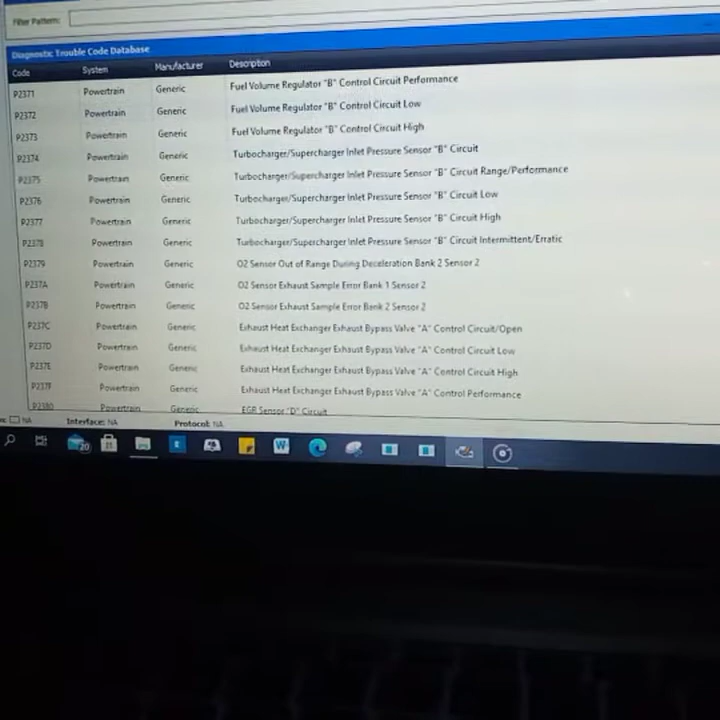 Filter Pattern:
Diagnostic Trouble Code Database
Code System Manufacturer Description
P2371 Powertrain Generic Fuel Volume Regulator "B" Control Circuit Performance
P2372 Powertrain Generic Fuel Volume Regulator "B" Control Circuit Low
P2373 Powertrain Generic Fuel Volume Regulator "B" Control Circuit High
P2374 Powertrain Generic Turbocharger/Supercharger Inlet Pressure Sensor "B" Circuit
P2375 Powertrain Generic Turbocharger/Supercharger Inlet Pressure Sensor "B" Circuit Range/Performance
P2376 Powertrain Generic Turbocharger/Supercharger Inlet Pressure Sensor "B" Circuit Low
P2377 Powertrain Generic Turbocharger/Supercharger Inlet Pressure Sensor "B" Circuit High
P2378 Powertrain Generic Turbocharger/Supercharger Inlet Pressure Sensor "B" Circuit Intermittent/Erratic
P2379 Powertrain Generic O2 Sensor Out of Range During Deceleration Bank 2 Sensor 2
P237A Powertrain Generic O2 Sensor Exhaust Sample Error Bank 1 Sensor 2
P237B Powertrain Generic O2 Sensor Exhaust Sample Error Bank 2 Sensor 2
P237C Powertrain Generic Exhaust Heat Exchanger Exhaust Bypass Valve "A" Control Circuit/Open
P237D Powertrain Generic Exhaust Heat Exchanger Exhaust Bypass Valve "A" Control Circuit Low
P237E Powertrain Generic Exhaust Heat Exchanger Exhaust Bypass Valve "A" Control Circuit High
P237F Powertrain Generic Exhaust Heat Exchanger Exhaust Bypass Valve "A" Control Performance
P2380 Powertrain Generic EGR Sensor "D" Circuit
NA Interface: NA Protocol: NA
20 W